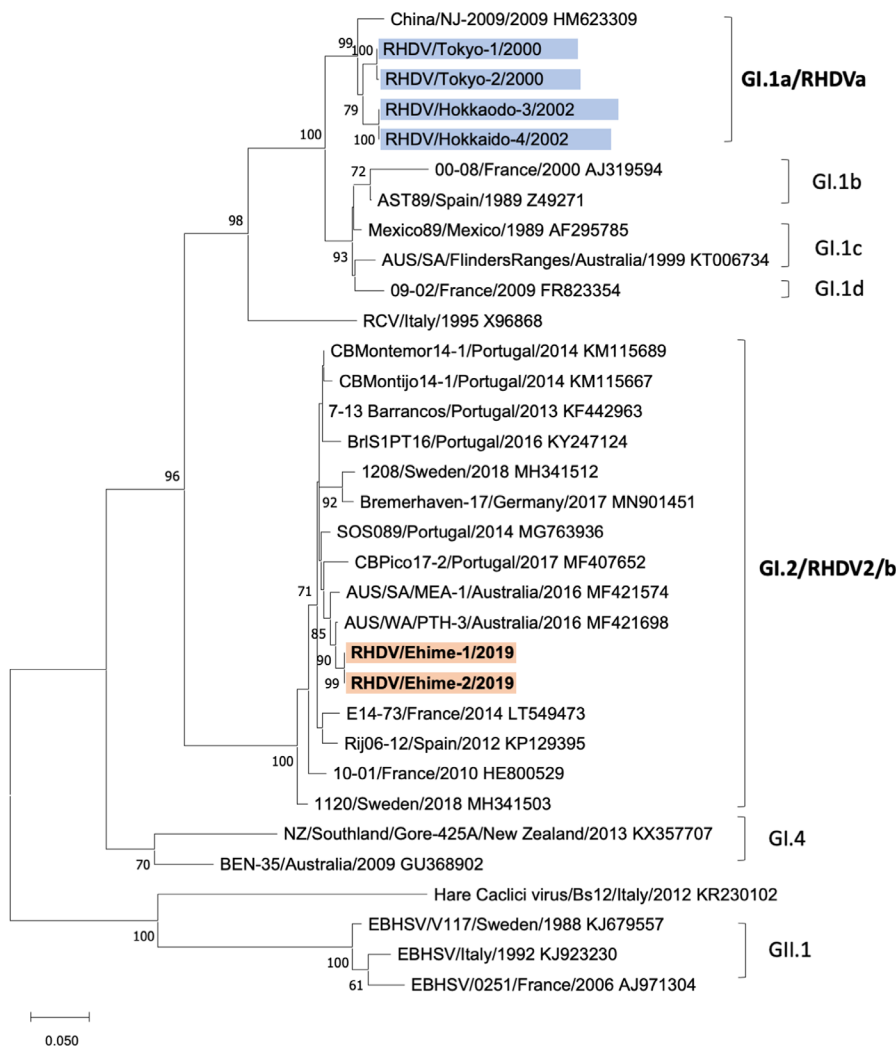 China/NJ-2009/2009 HM623309
99
100
RHDV/Tokyo-1/2000
RHDV/Tokyo-2/2000
GI.1a/RHDVa
RHDV/Hokkaodo-3/2002
79
100
RHDV/Hokkaido-4/2002
100
72
00-08/France/2000 AJ319594
GI.1b
AST89/Spain/1989 Z49271
98
Mexico89/Mexico/1989 AF295785
GI.1c
93
AUS/SA/FlindersRanges/Australia/1999 KT006734
09-02/France/2009 FR823354
GI.1d
RCV/Italy/1995 X96868
CBMontemor14-1/Portugal/2014 KM115689
CBMontijo14-1/Portugal/2014 KM115667
7-13 Barrancos/Portugal/2013 KF442963
BrIS1PT16/Portugal/2016 KY247124
96
1208/Sweden/2018 MH341512
92
Bremerhaven-17/Germany/2017 MN901451
SOS089/Portugal/2014 MG763936
CBPico17-2/Portugal/2017 MF407652
GI.2/RHDV2/b
71
AUS/SA/MEA-1/Australia/2016 MF421574
AUS/WA/PTH-3/Australia/2016 MF421698
85
RHDV/Ehime-1/2019
90
99
RHDV/Ehime-2/2019
E14-73/France/2014 LT549473
Rij06-12/Spain/2012 KP129395
100
10-01/France/2010 HE800529
1120/Sweden/2018 MH341503
NZ/Southland/Gore-425A/New Zealand/2013 KX357707
GI.4
70
BEN-35/Australia/2009 GU368902
Hare Caclici virus/Bs12/Italy/2012 KR230102
100
EBHSV/V117/Sweden/1988 KJ679557
GII.1
100
EBHSV/Italy/1992 KJ923230
61
EBHSV/0251/France/2006 AJ971304
0.050